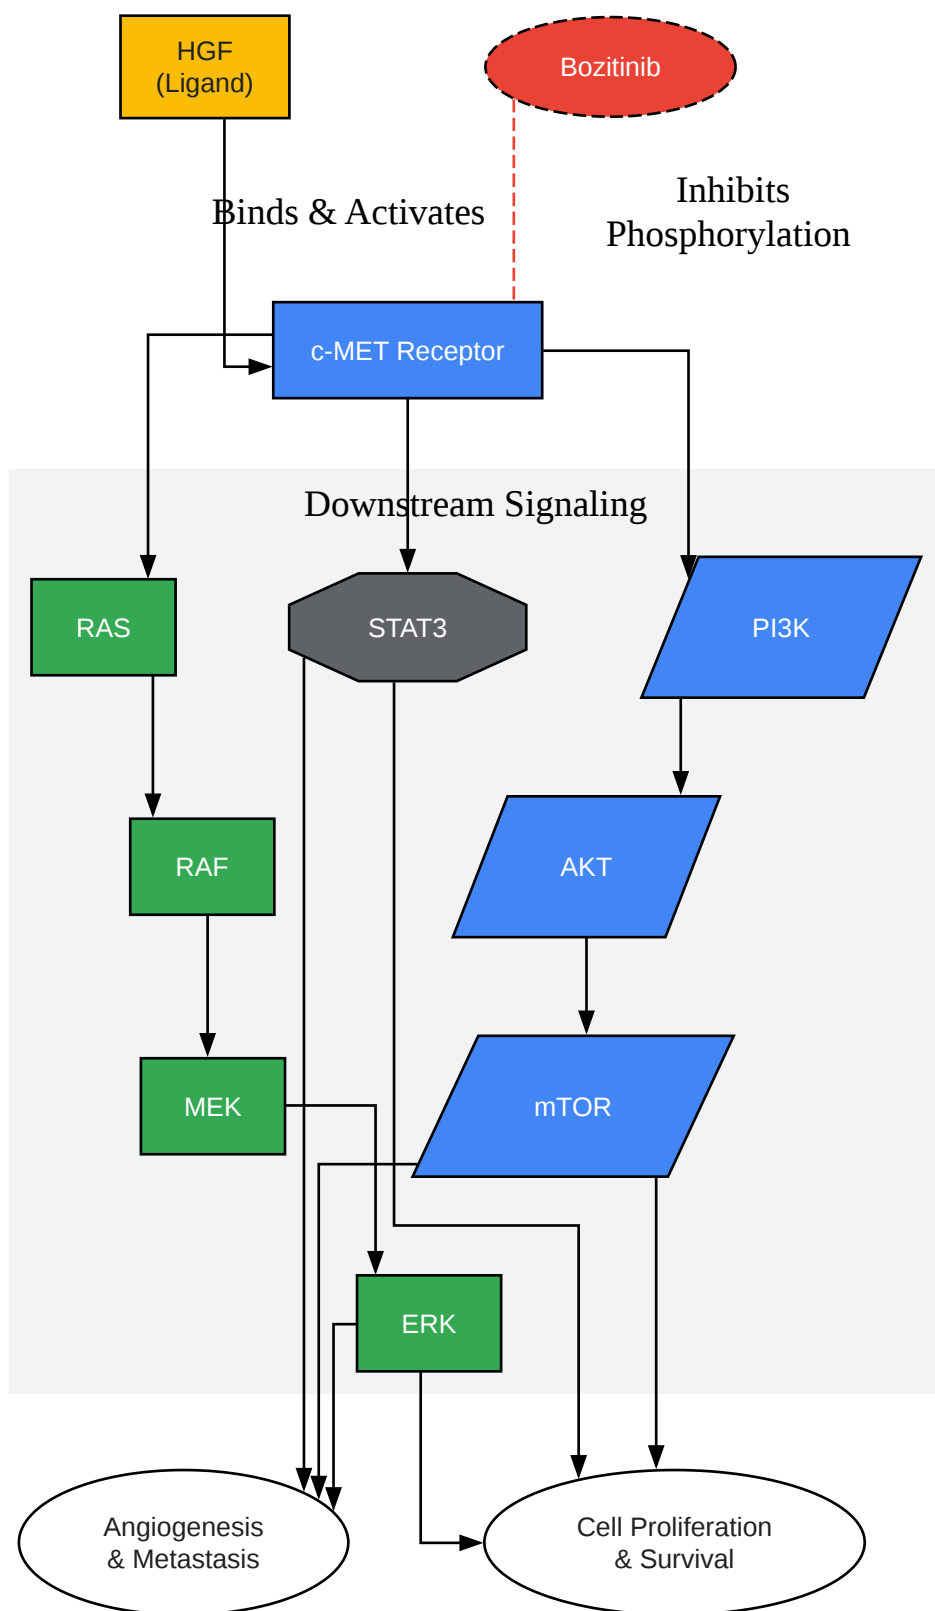 HGF
(Ligand)
Bozitinib
Binds & Activates
Inhibits
Phosphorylation
c-MET Receptor
Downstream Signaling
RAS
STAT3
PI3K
RAF
AKT
MEK
mTOR
ERK
Angiogenesis
& Metastasis
Cell Proliferation
& Survival